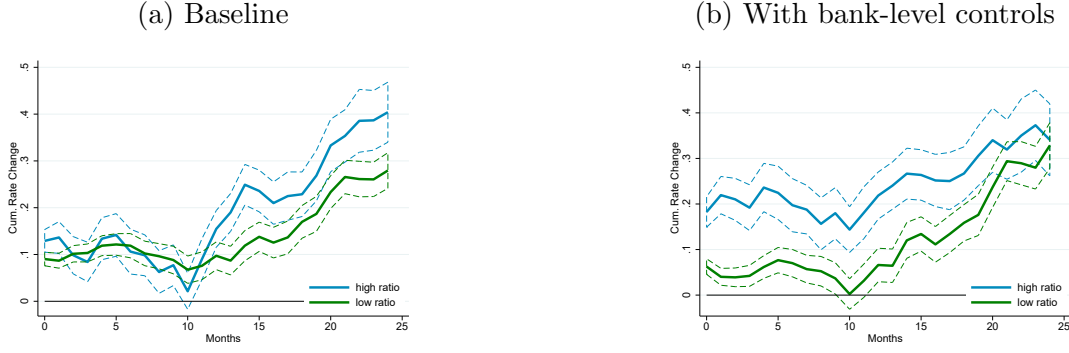 (a) Baseline
(b) With bank-level controls
Cum. Rate Change
.5
.4
.3
.2
.1
0
0 5 10 15 20 25
Months
high ratio
low ratio
Cum. Rate Change
.5
.4
.3
.2
.1
0
0 5 10 15 20 25
Months
high ratio
low ratio